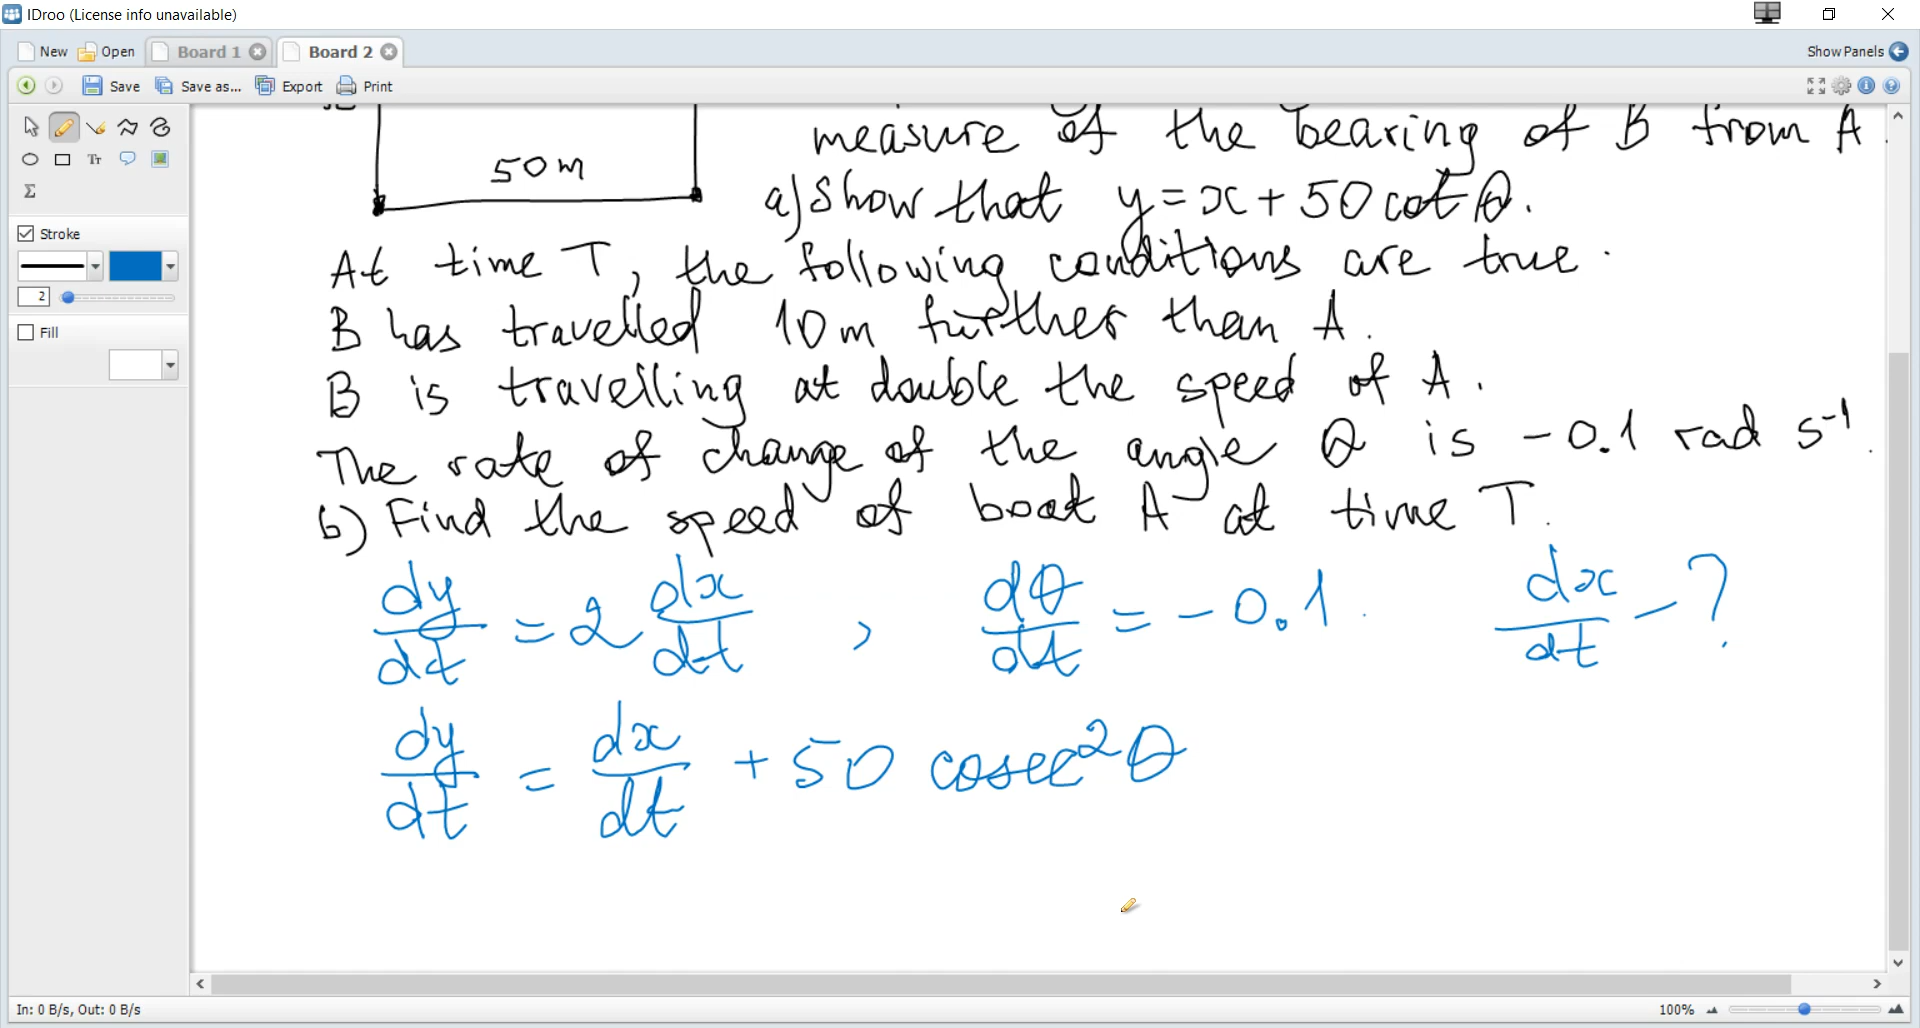 IDroo (License info unavailable)
New Open Board 1 Board 2 Show Panels
Save Save as... Export Print
measure of the bearing of B from A.
50 m
a) Show that y = x + 50 cot θ.
Stroke
At time T, the following conditions are true.
2
B has travelled 10 m further than A.
Fill
B is travelling at double the speed of A.
The rate of change of the angle θ is -0.1 rad s⁻¹.
b) Find the speed of boat A at time T.
dy/dt = 2 dx/dt , dθ/dt = -0.1. dx/dt - ?
dy/dt = dx/dt + 50 cosec² θ
In: 0 B/s, Out: 0 B/s 100%